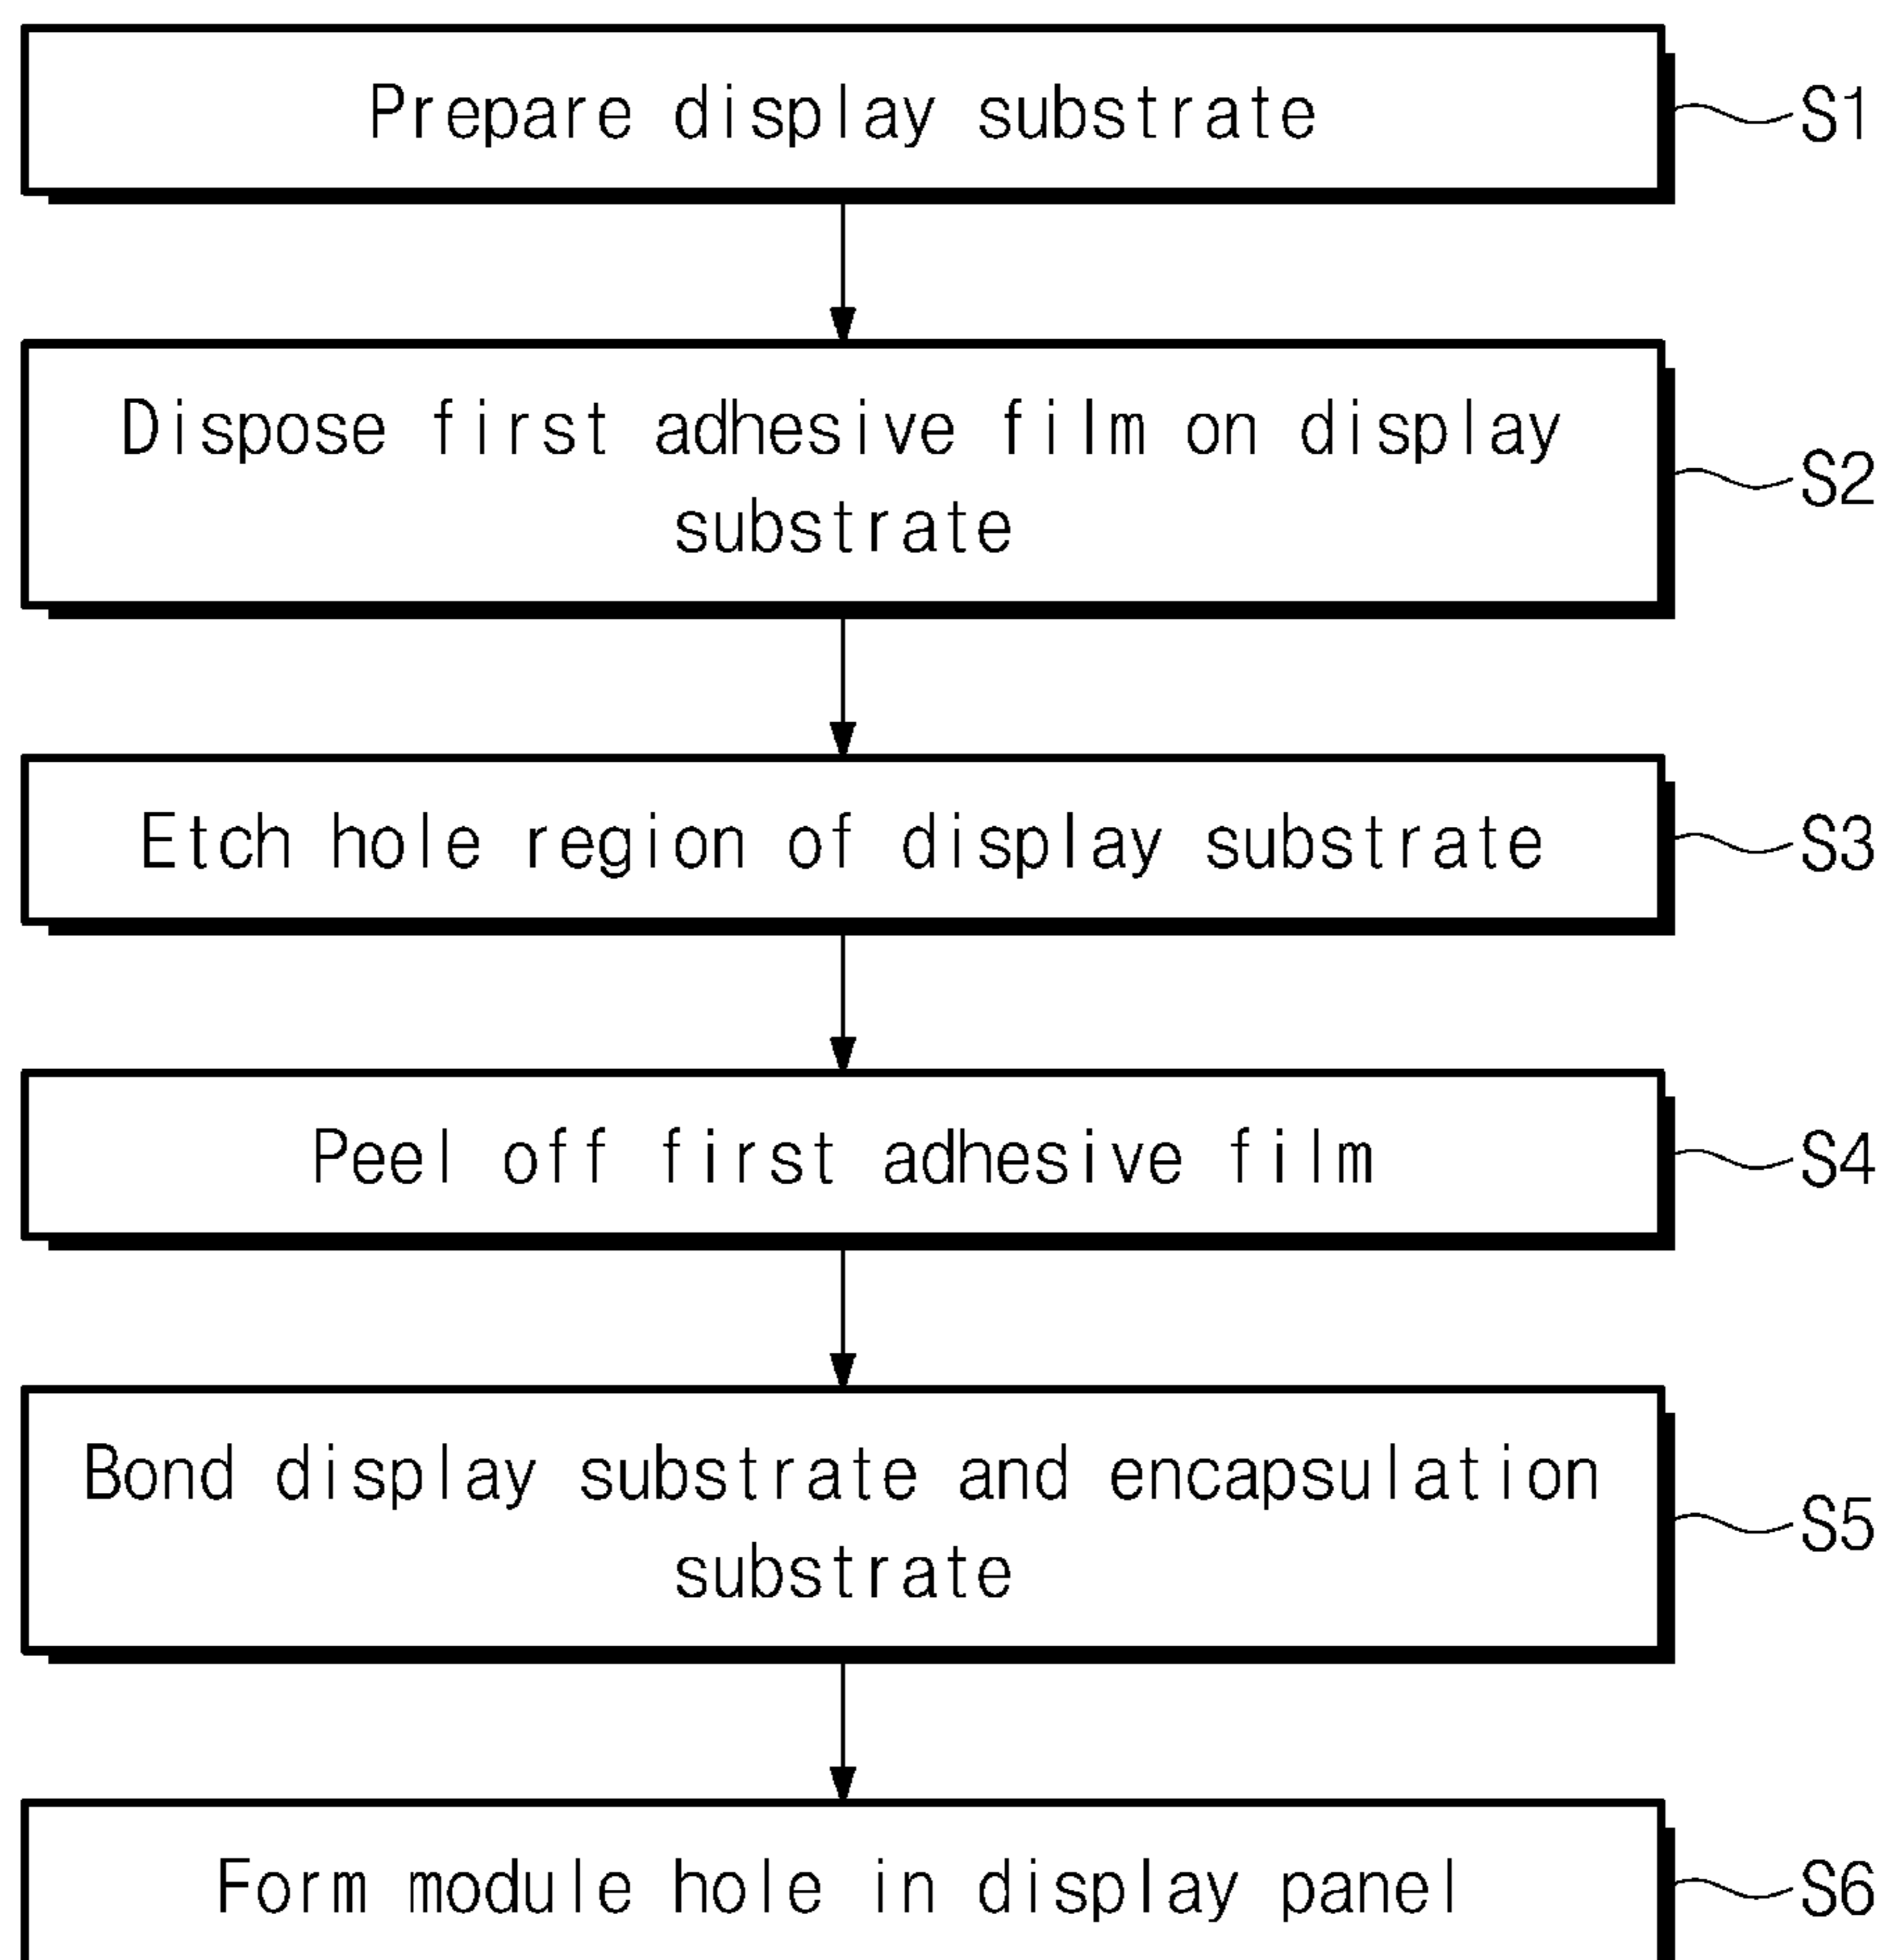 Prepare display substrate
S1
Dispose first adhesive film on display
substrate
S2
Etch hole region of display substrate
S3
Peel off first adhesive film
S4
Bond display substrate and encapsulation
substrate
S5
Form module hole in display panel
S6